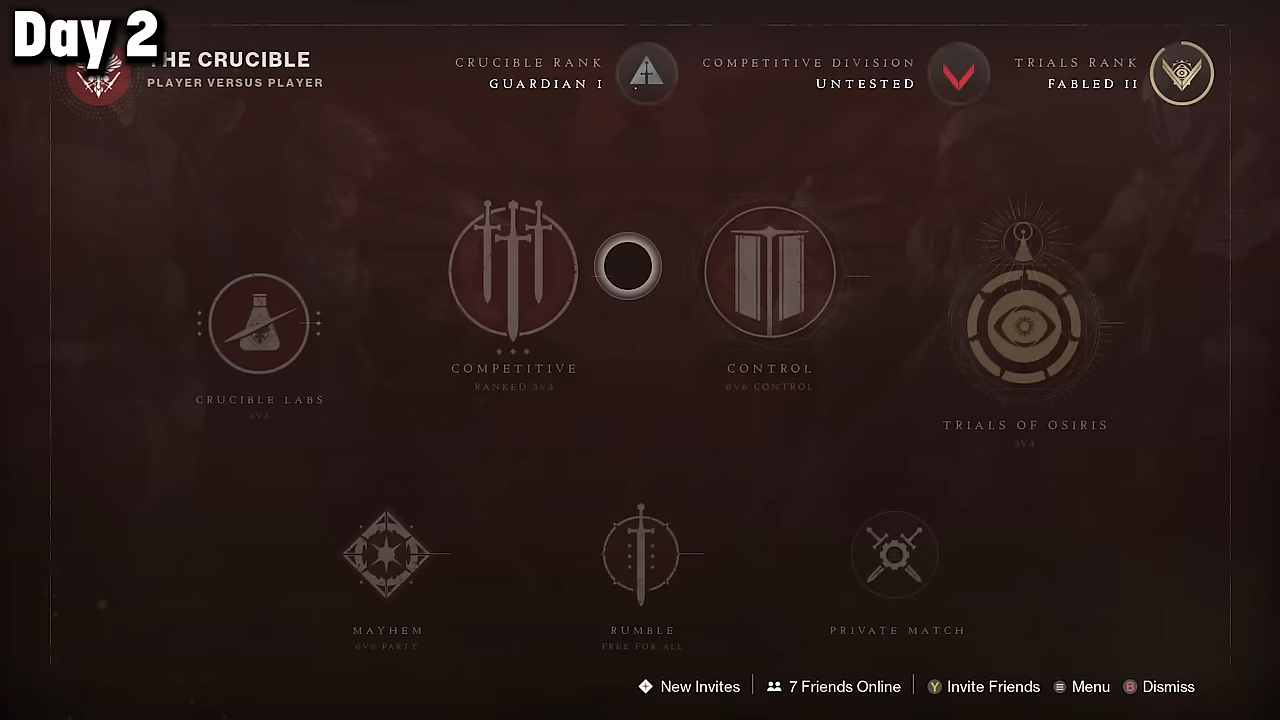 Day 2
THE CRUCIBLE
PLAYER VERSUS PLAYER
CRUCIBLE RANK
GUARDIAN I
COMPETITIVE DIVISION
UNTESTED
TRIALS RANK
FABLED II
COMPETITIVE
RANKED 3V3
CONTROL
6V6 CONTROL
CRUCIBLE LABS
3V3
TRIALS OF OSIRIS
3V3
MAYHEM
6V6 PARTY
RUMBLE
FREE FOR ALL
PRIVATE MATCH
New Invites
7 Friends Online
Y Invite Friends
Menu
B Dismiss